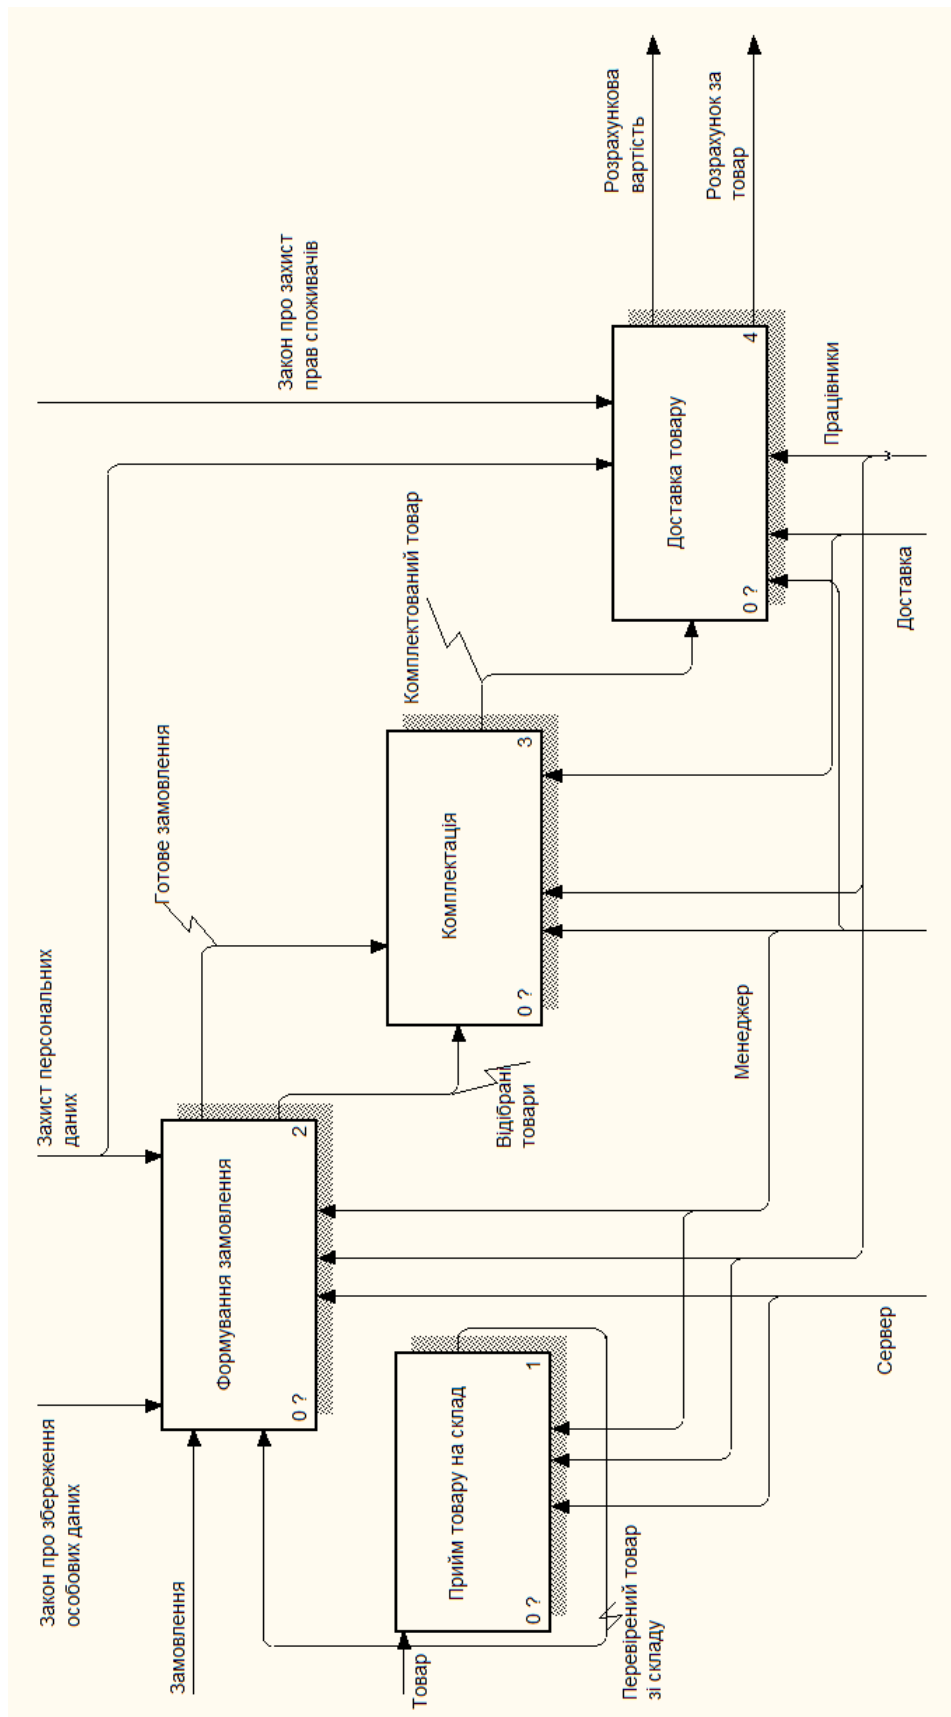 Закон про збереження
особових даних
Захист персональних
даних
Закон про захист
прав споживачів
Замовлення
Формування замовлення
0 ?
2
Готове замовлення
Товар
Прийм товару на склад
0 ?
1
Перевірений товар
зі складу
Відібрані
товари
Комплектація
0 ?
3
Комплектований товар
Доставка товару
0 ?
4
Розрахункова
вартість
Розрахунок за
товар
Сервер
Менеджер
Доставка
Працівники